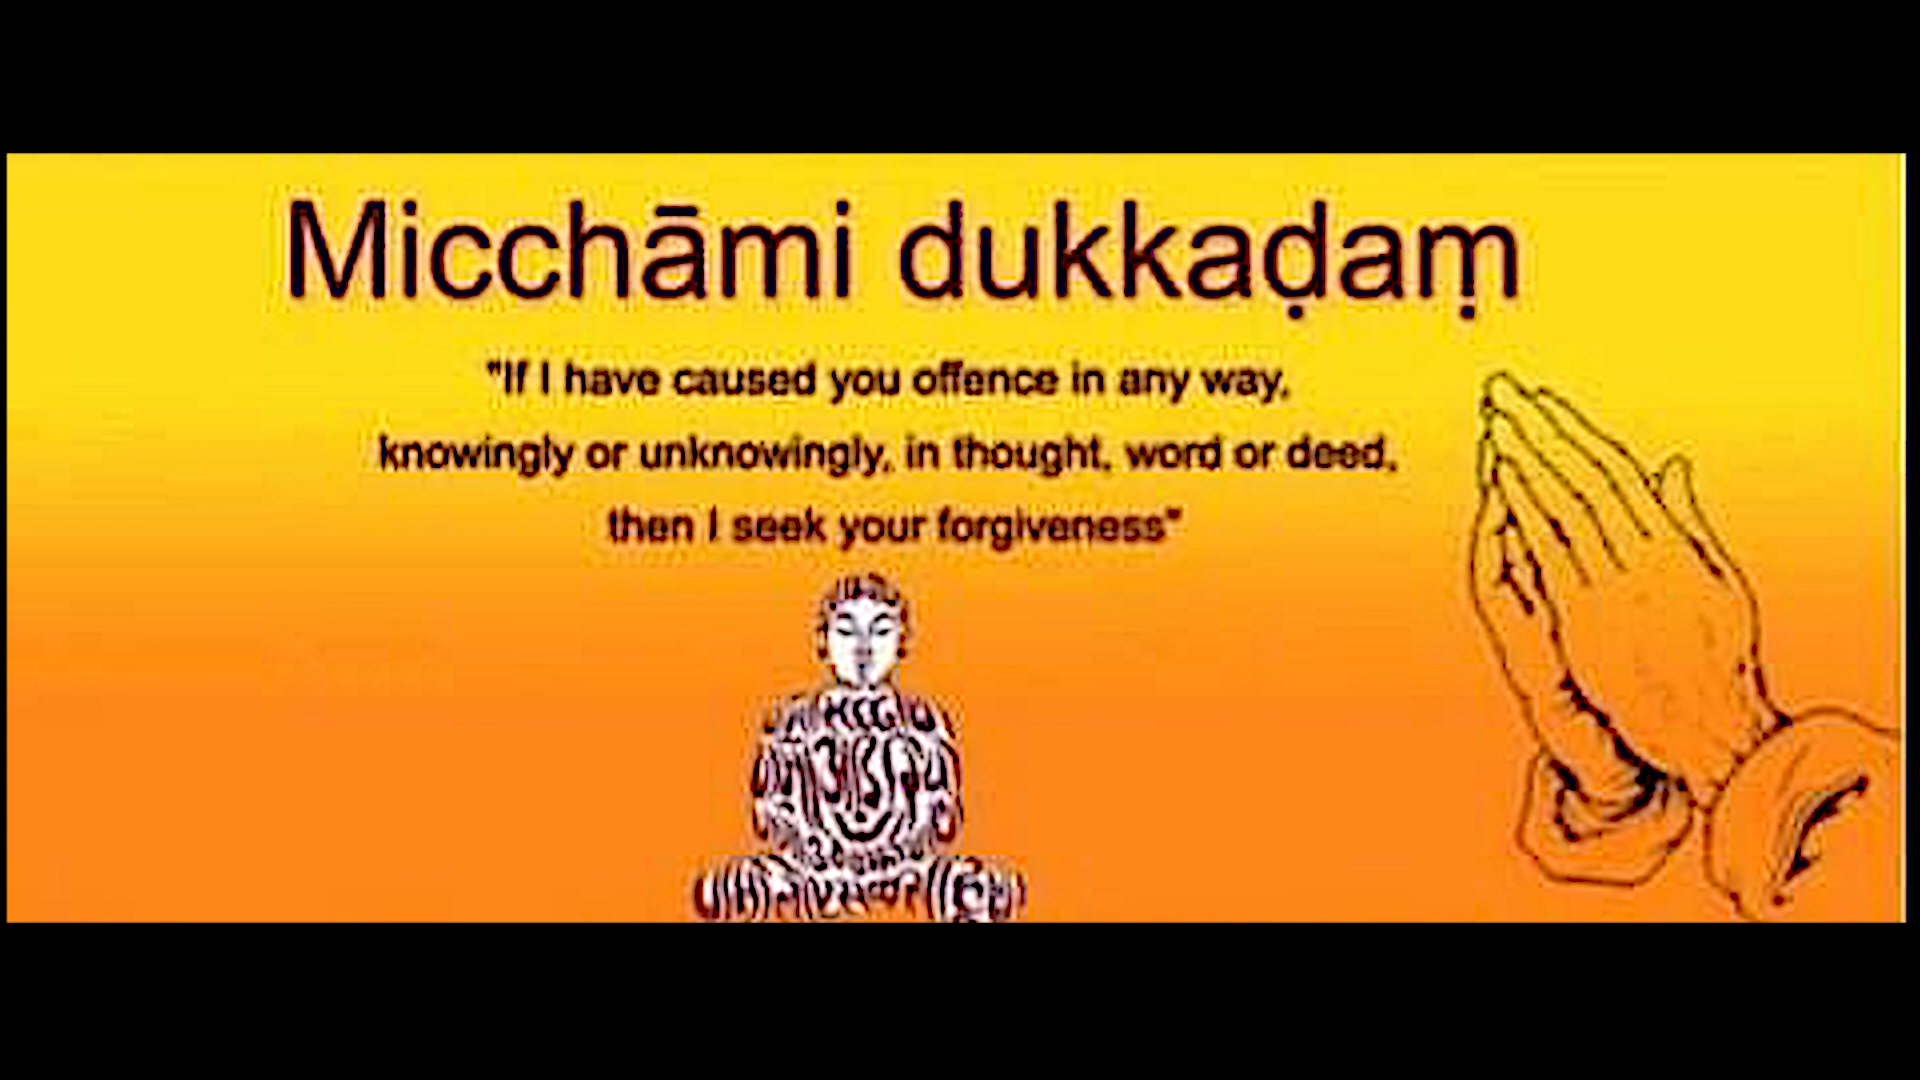 Micchāmi dukkaḍaṃ
"If I have caused you offence in any way,
knowingly or unknowingly, in thought, word or deed,
then I seek your forgiveness"